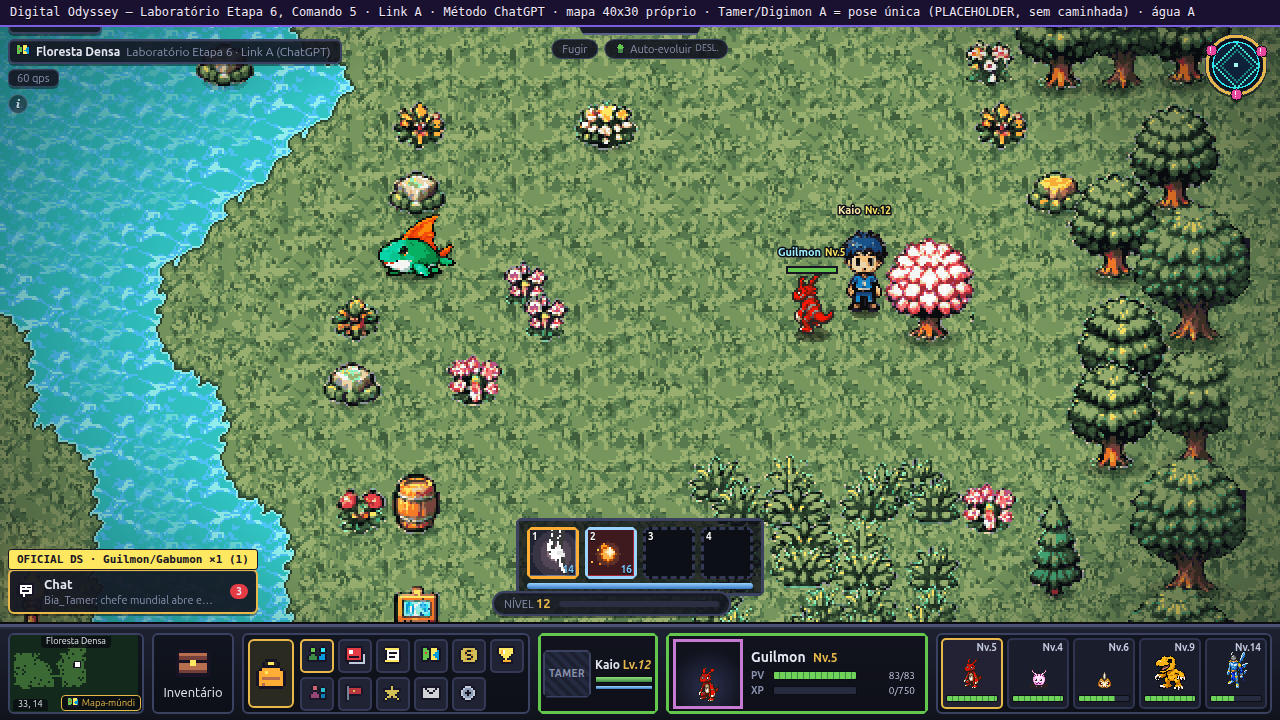 Digital Odyssey — Laboratório Etapa 6, Comando 5 · Link A · Método ChatGPT · mapa 40x30 próprio · Tamer/Digimon A = pose única (PLACEHOLDER, sem caminhada) · água A
Floresta Densa Laboratório Etapa 6 · Link A (ChatGPT)
Fugir
Auto-evoluir DESL.
60 qps
i
Kaio Nv.12
Guilmon Nv.5
1
14
2
16
3
4
NÍVEL 12
OFICIAL DS · Guilmon/Gabumon ×1 (1)
Chat
Bia_Tamer: chefe mundial abre e…
3
Floresta Densa
33, 14
Mapa-múndi
Inventário
TAMER
Kaio Lv.12
Guilmon Nv.5
PV 83/83
XP 0/750
Nv.5
Nv.4
Nv.6
Nv.9
Nv.14